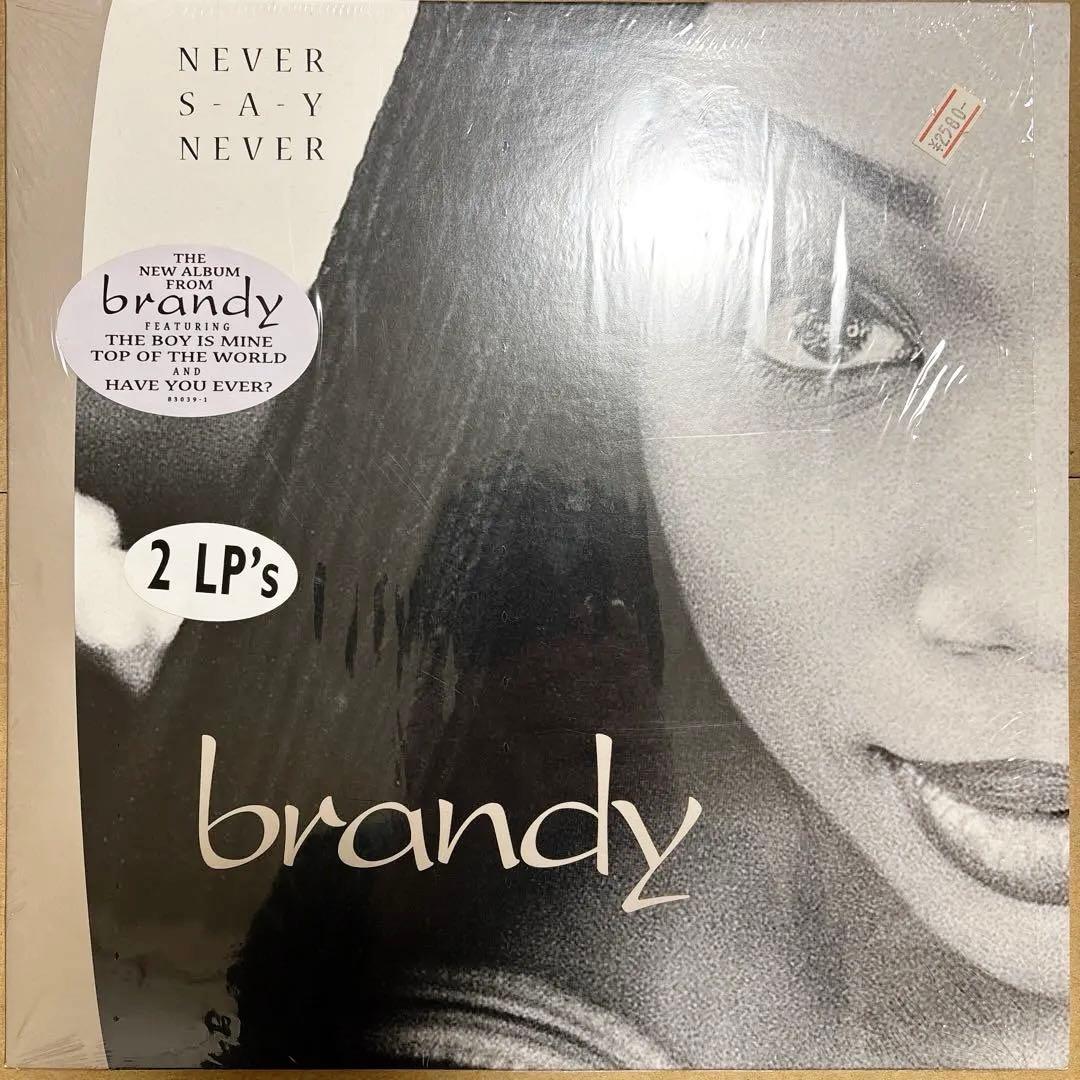 NEVER
S-A-Y
NEVER
¥2580-
THE
NEW ALBUM
FROM
brandy
FEATURING
THE BOY IS MINE
TOP OF THE WORLD
AND
HAVE YOU EVER?
83039-1
2 LP's
brandy